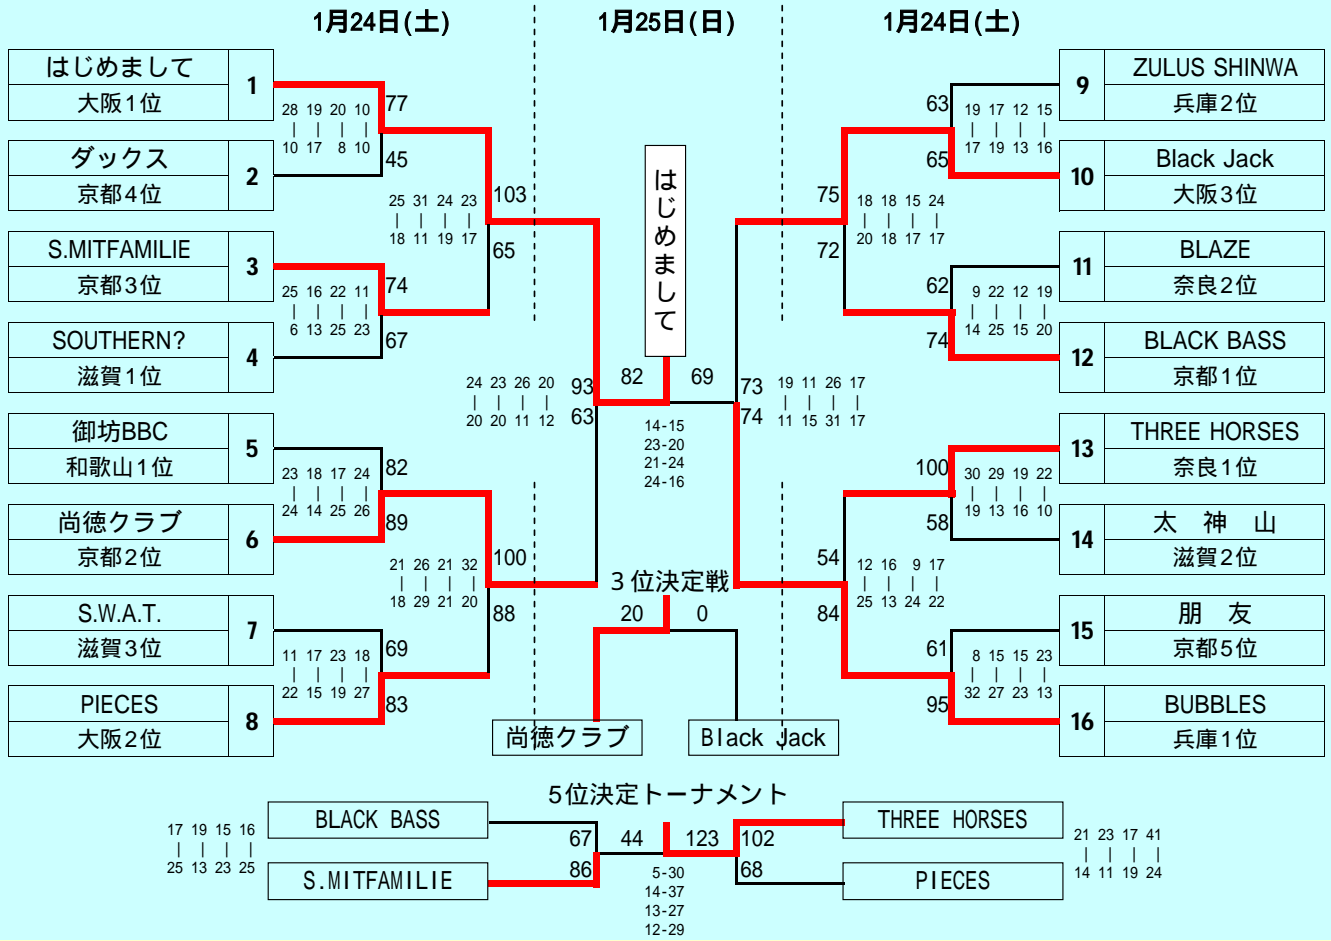 1月24日(土)
1月25日(日)
1月24日(土)
はじめまして
大阪1位
1
ダックス
京都4位
2
S.MITFAMILIE
京都3位
3
SOUTHERN?
滋賀1位
4
御坊BBC
和歌山1位
5
尚徳クラブ
京都2位
6
S.W.A.T.
滋賀3位
7
PIECES
大阪2位
8
77
28 19 20 10
| | | |
10 17 8 10
45
74
25 16 22 11
| | | |
6 13 25 23
67
82
23 18 17 24
| | | |
24 14 25 26
89
69
11 17 23 18
| | | |
22 15 19 27
83
103
25 31 24 23
| | | |
18 11 19 17
65
100
21 26 21 32
| | | |
18 29 21 20
88
93
24 23 26 20
| | | |
20 20 11 12
63
はじめまして
82 69
14-15
23-20
21-24
24-16
73
19 11 26 17
| | | |
11 15 31 17
74
75
18 18 15 24
| | | |
20 18 17 17
72
54
12 16 9 17
| | | |
25 13 24 22
84
63
19 17 12 15
| | | |
17 19 13 16
65
62
9 22 12 19
| | | |
14 25 15 20
74
100
30 29 19 22
| | | |
19 13 16 10
58
61
8 15 15 23
| | | |
32 27 23 13
95
9
ZULUS SHINWA
兵庫2位
10
Black Jack
大阪3位
11
BLAZE
奈良2位
12
BLACK BASS
京都1位
13
THREE HORSES
奈良1位
14
太 神 山
滋賀2位
15
朋 友
京都5位
16
BUBBLES
兵庫1位
3位決定戦
20 0
尚徳クラブ
Black Jack
5位決定トーナメント
BLACK BASS
17 19 15 16
| | | |
25 13 23 25
S.MITFAMILIE
67
86
44 123
5-30
14-37
13-27
12-29
102
68
THREE HORSES
21 23 17 41
| | | |
14 11 19 24
PIECES